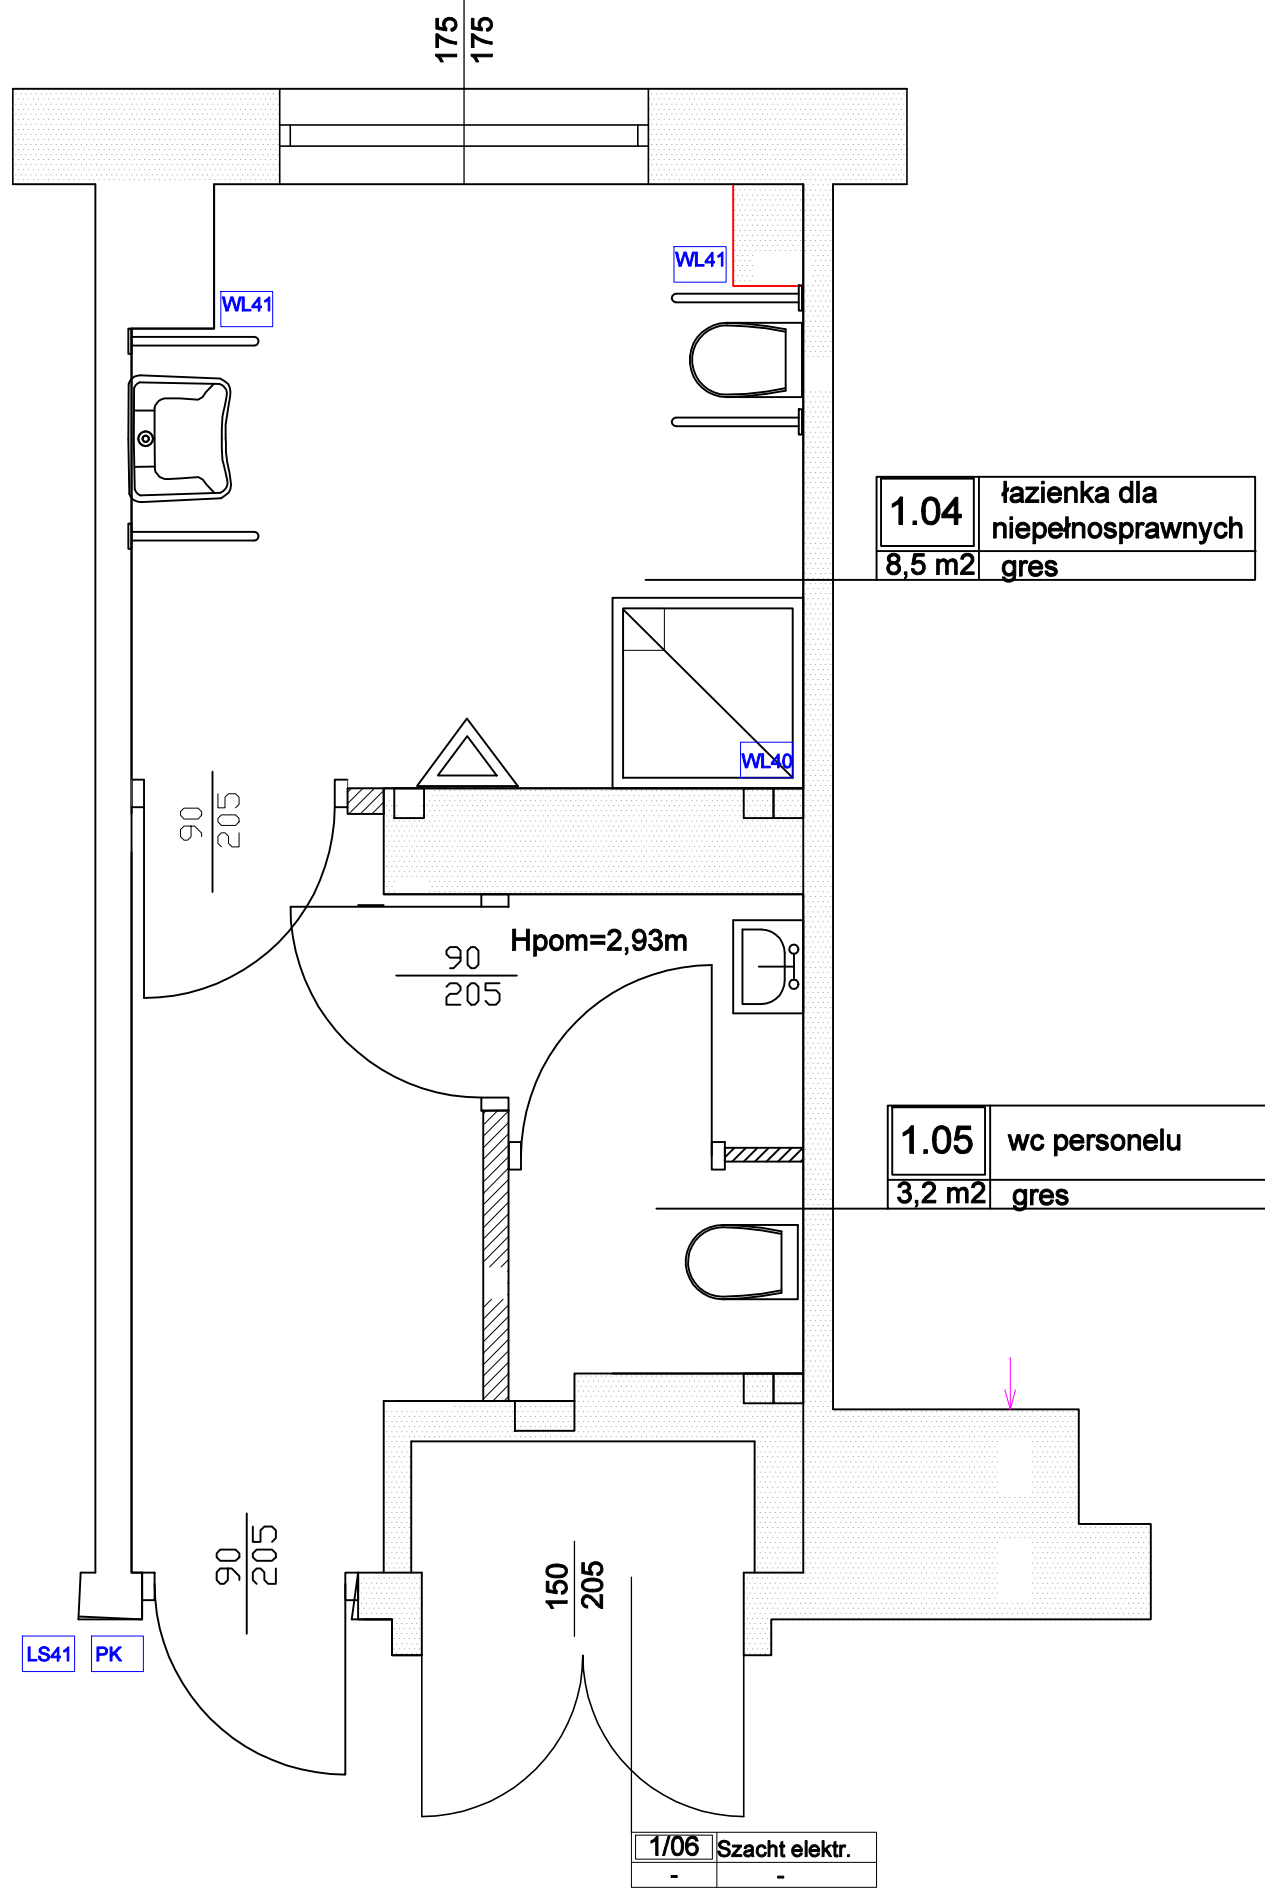 175
175
WL41
WL41
1.04
łazienka dla
niepełnosprawnych
8,5 m2
gres
WL40
90
205
Hpom=2,93m
90
205
1.05
wc personelu
3,2 m2
gres
90
205
150
205
LS41
PK
1/06
Szacht elektr.
-
-